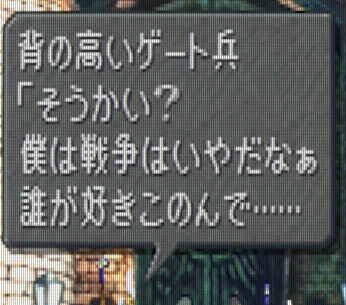 背の高いゲート兵
「そうかい？
僕は戦争はいやだなぁ
誰が好きこのんで……